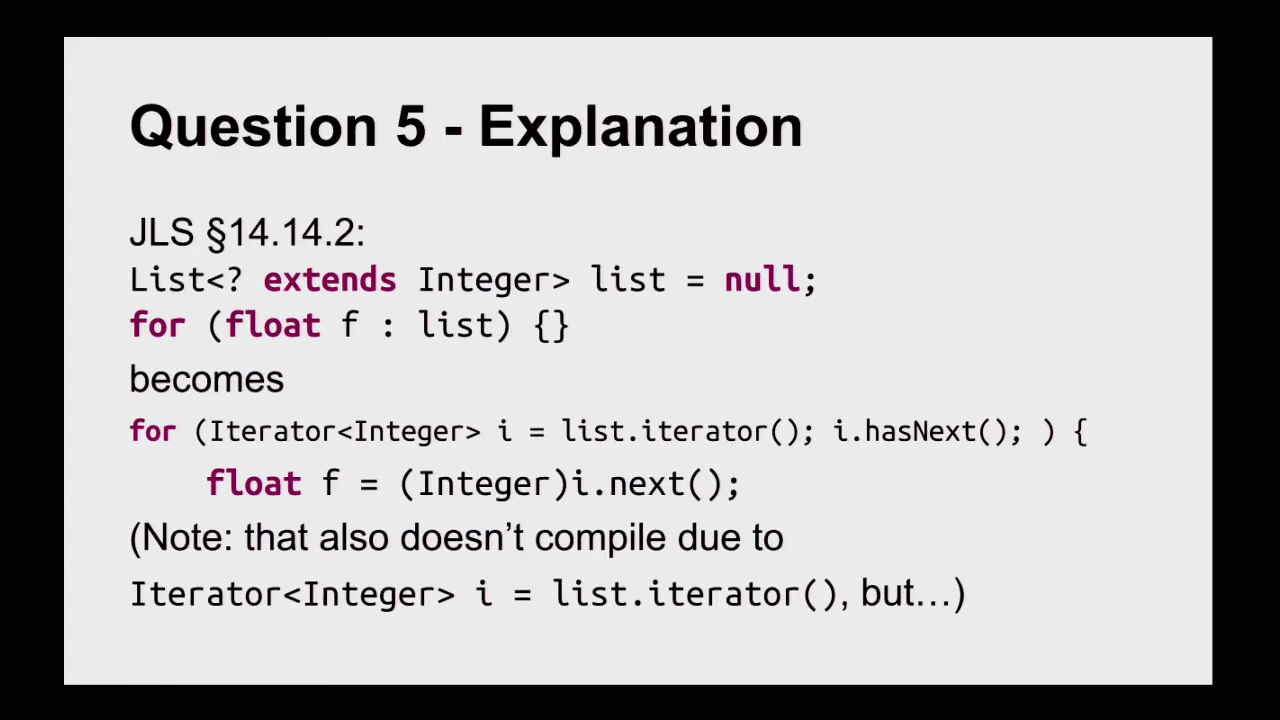 Question 5 - Explanation
JLS §14.14.2:
List<? extends Integer> list = null;
for (float f : list) {}
becomes
for (Iterator<Integer> i = list.iterator(); i.hasNext(); ) {
float f = (Integer)i.next();
(Note: that also doesn’t compile due to
Iterator<Integer> i = list.iterator(), but…)